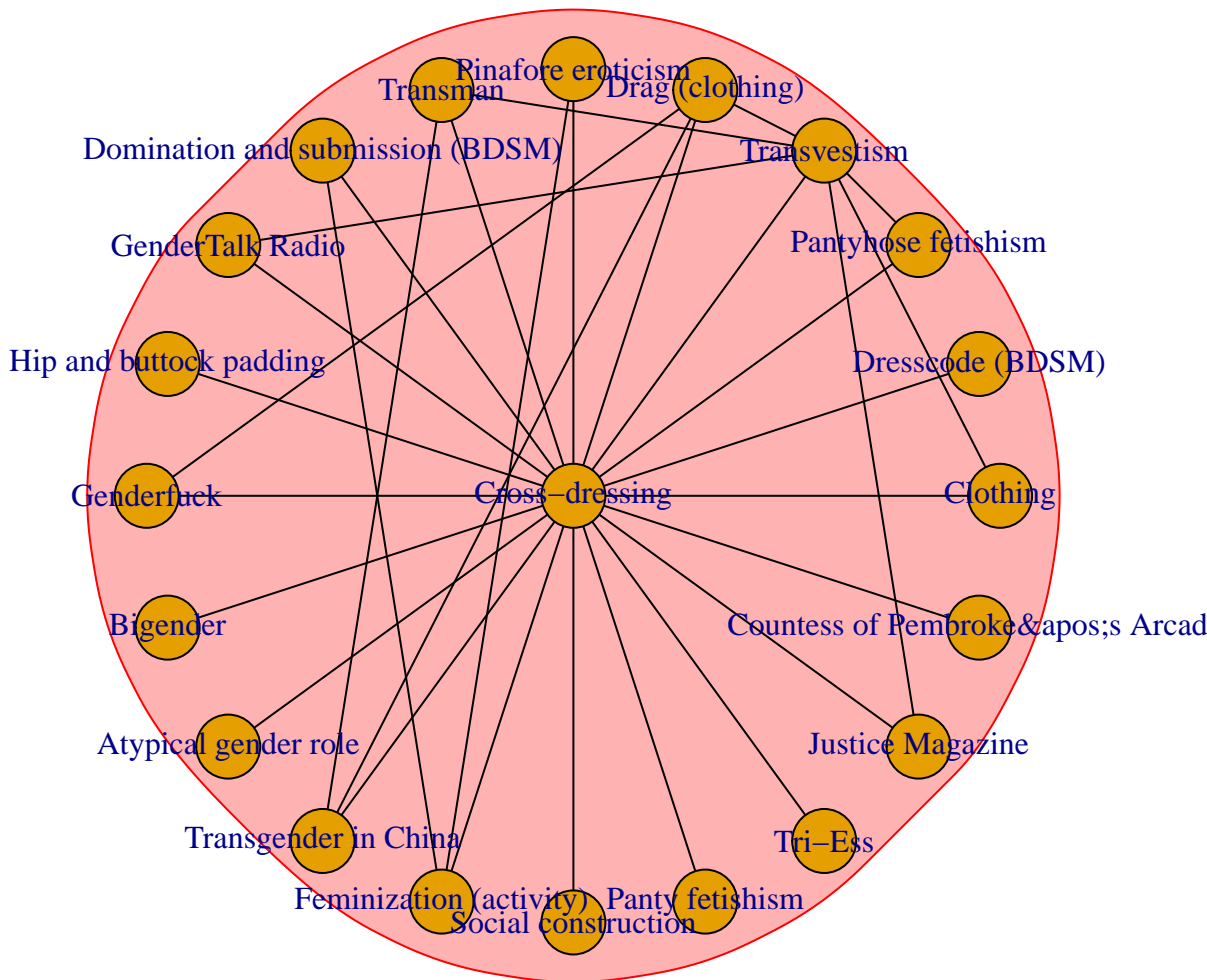 Pinafore eroticism
Transman
Drag (clothing)
Domination and submission (BDSM)
Transvestism
GenderTalk Radio
Pantyhose fetishism
Hip and buttock padding
Dresscode (BDSM)
Genderfuck
Cross−dressing
Clothing
Bigender
Countess of Pembroke&apos;s Arcad
Atypical gender role
Justice Magazine
Transgender in China
Tri−Ess
Feminization (activity)
Panty fetishism
Social construction